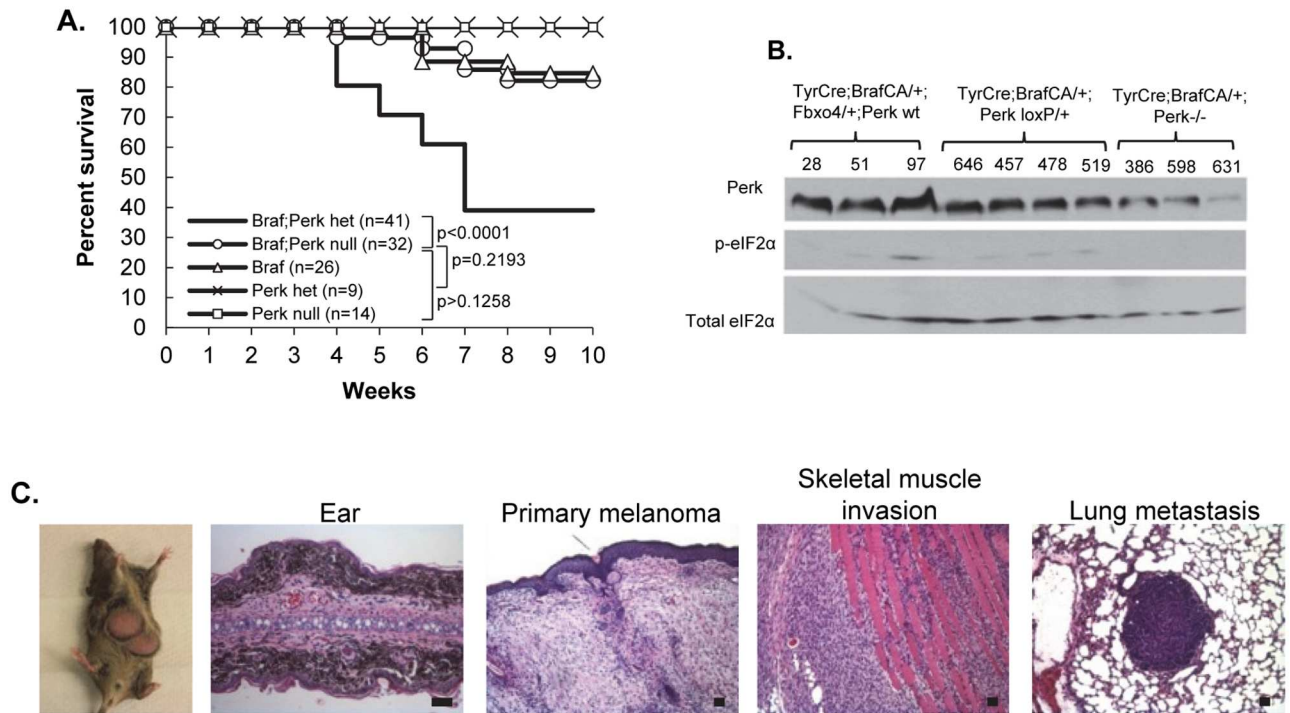 A.
100
90
80
70
60
50
40
30
20
10
0
Percent survival
Braf;Perk het (n=41)
Braf;Perk null (n=32)
Braf (n=26)
Perk het (n=9)
Perk null (n=14)
p<0.0001
p=0.2193
p>0.1258
0 1 2 3 4 5 6 7 8 9 10
Weeks
B.
TyrCre;BrafCA/+;
Fbxo4/+;Perk wt
TyrCre;BrafCA/+;
Perk loxP/+
TyrCre;BrafCA/+;
Perk-/-
28 51 97 646 457 478 519 386 598 631
Perk
p-eIF2α
Total eIF2α
C.
Ear
Primary melanoma
Skeletal muscle
invasion
Lung metastasis